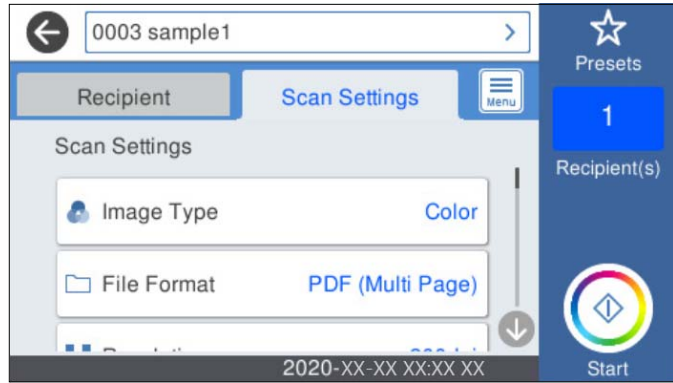 0003 sample1
Presets
Recipient
Scan Settings
Menu
1
Scan Settings
Recipient(s)
Image Type
Color
File Format
PDF (Multi Page)
2020-XX-XX XX:XX XX
Start